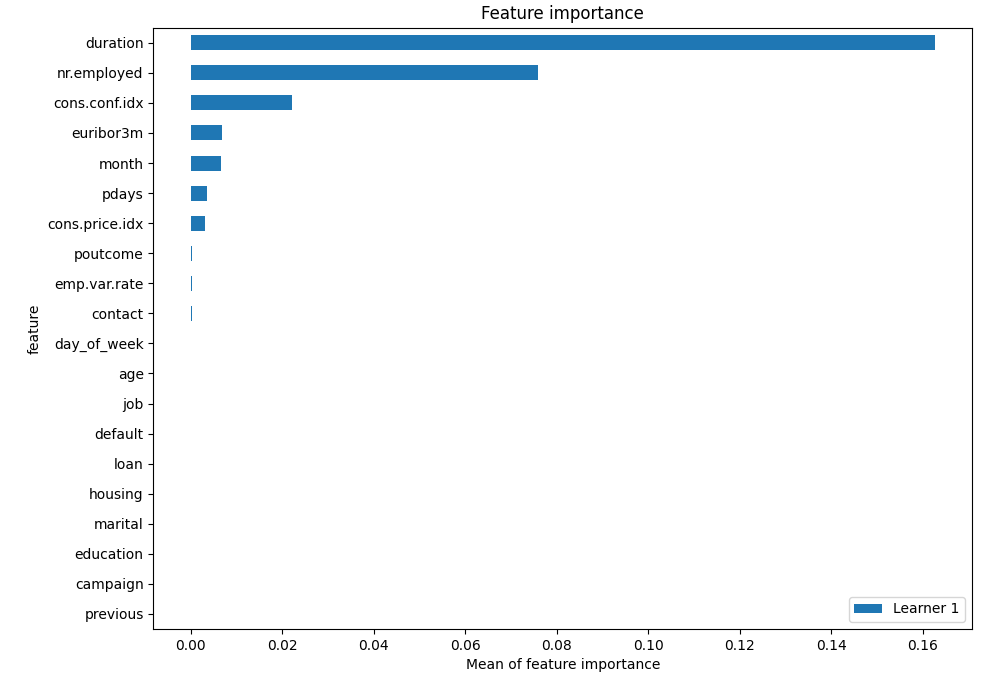 Feature importance
duration
nr.employed
cons.conf.idx
euribor3m
month
pdays
cons.price.idx
poutcome
emp.var.rate
contact
day_of_week
age
job
default
loan
housing
marital
education
campaign
previous
feature
Learner 1
0.00 0.02 0.04 0.06 0.08 0.10 0.12 0.14 0.16
Mean of feature importance